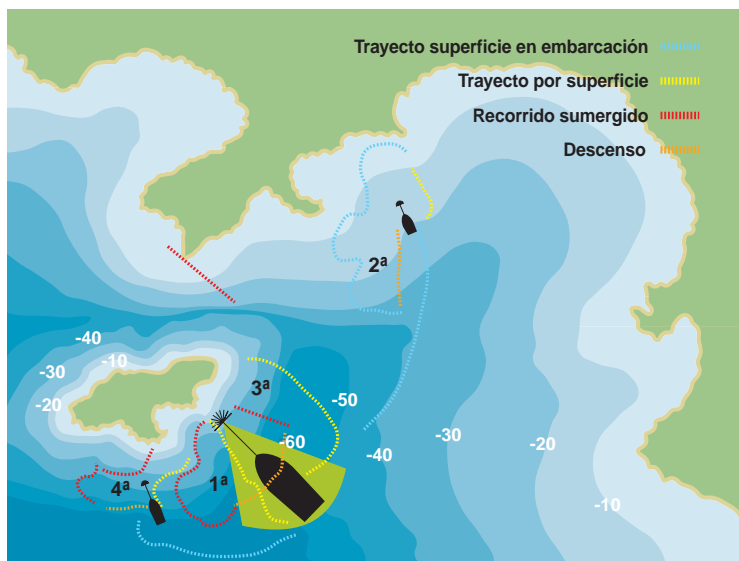 Trayecto superficie en embarcación
Trayecto por superficie
Recorrido sumergido
Descenso
2ª
-40
-10
-30
-20
3ª
-50
-60
-40
-30
-20
-10
4ª
1ª